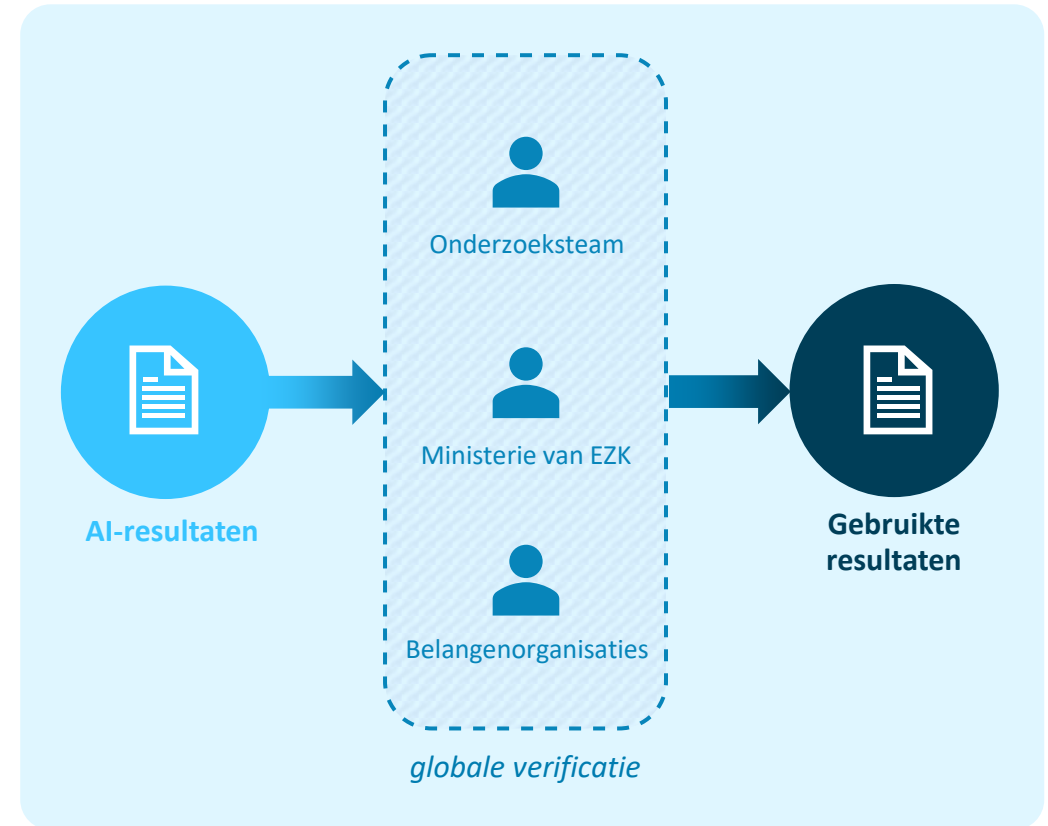 Onderzoeksteam
Ministerie van EZK
AI-resultaten
Gebruikte
resultaten
Belangenorganisaties
globale verificatie